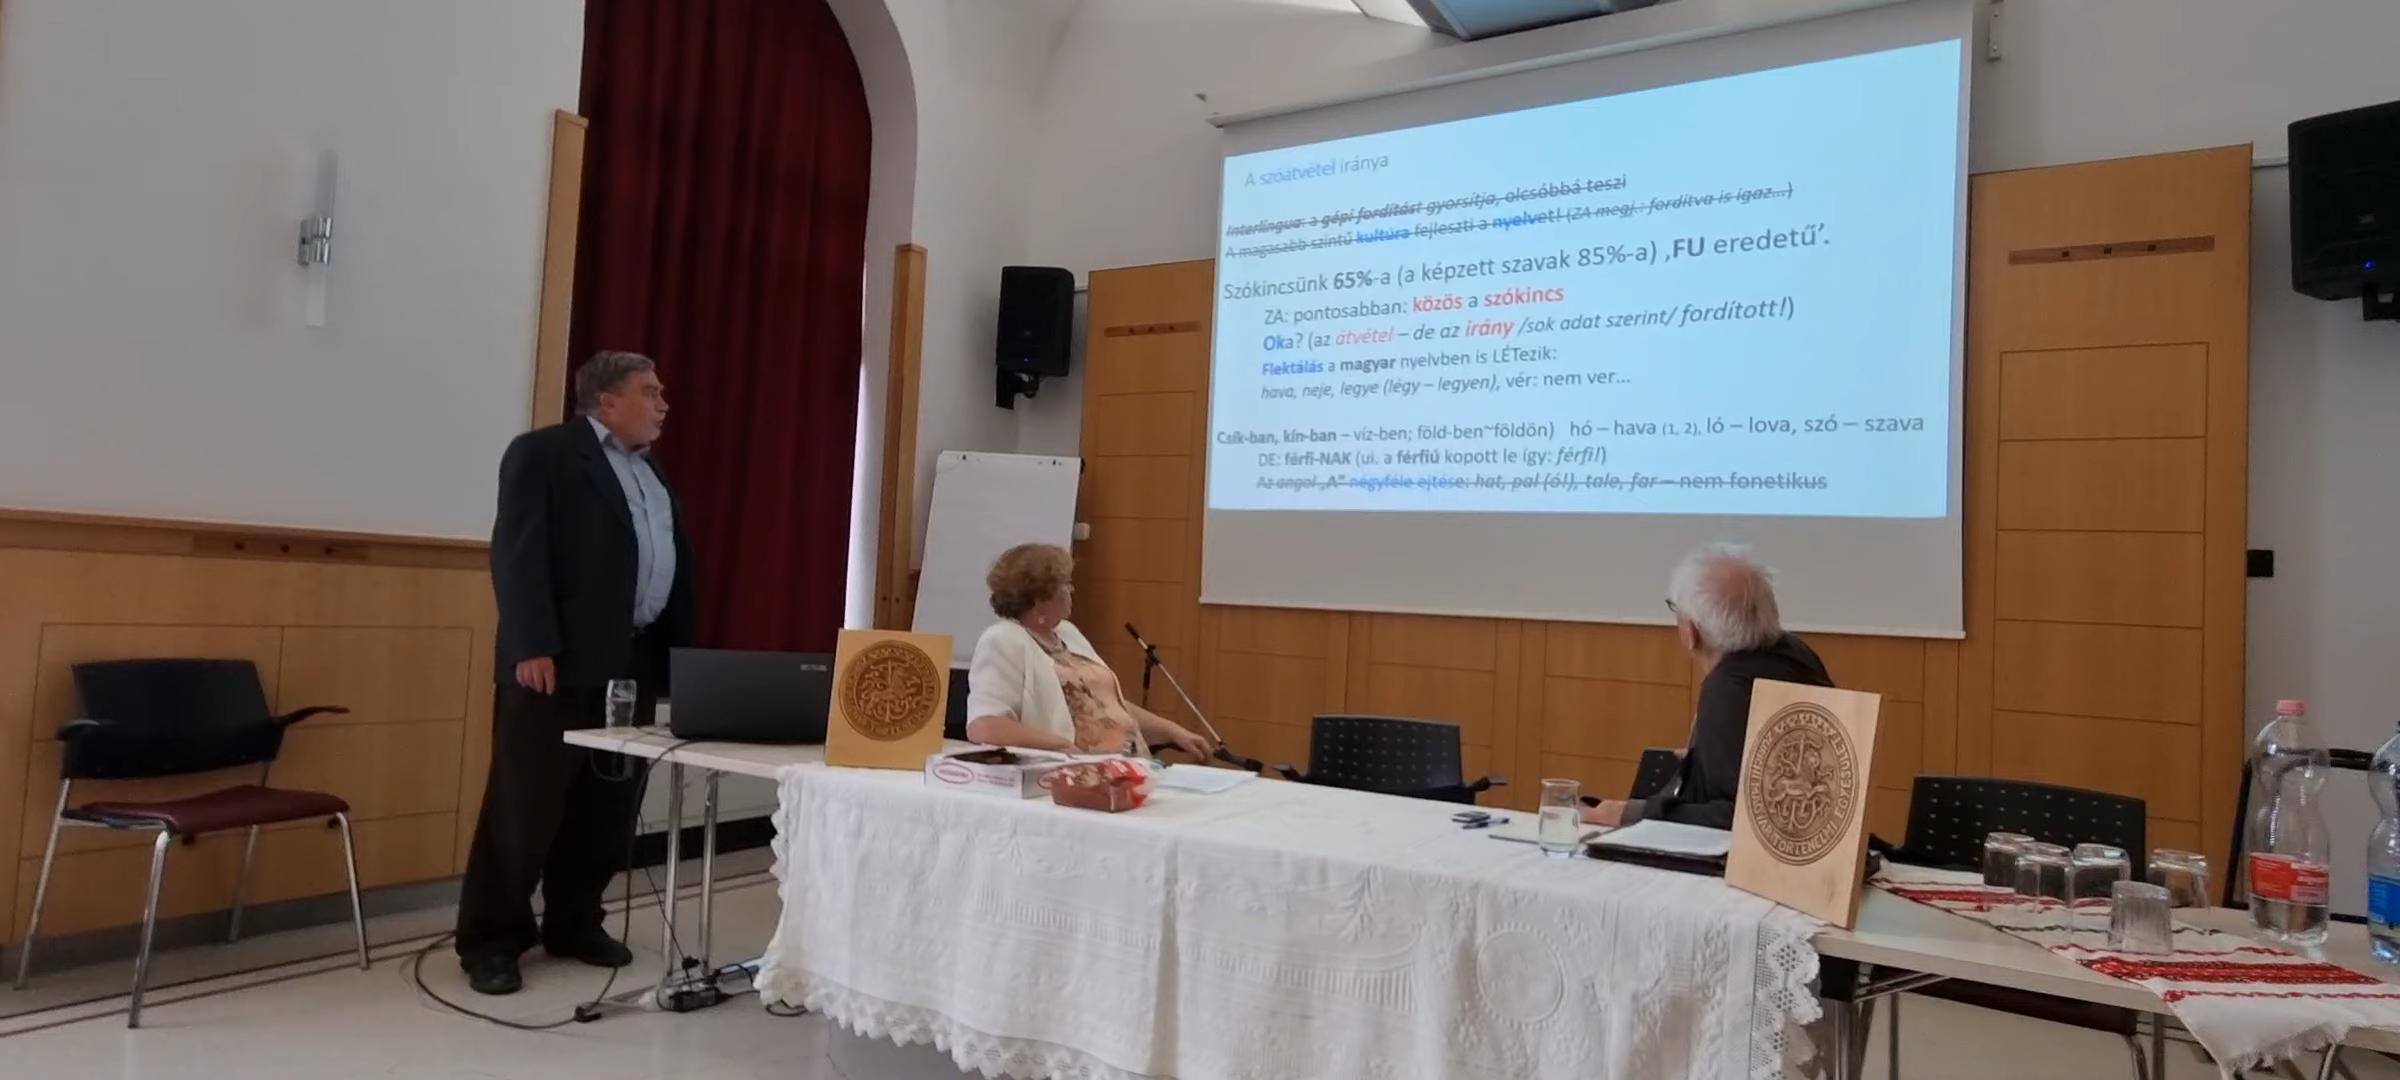 A szóátvétel iránya
Interlingua: a gépi fordítást gyorsítja, olcsóbbá teszi
A magasabb szintű kultúra fejleszti a nyelvet! (ZA megj.: fordítva is igaz...)
Szókincsünk 65%-a (a képzett szavak 85%-a) ‚FU eredetű’.
ZA: pontosabban: közös a szókincs
Oka? (az átvétel – de az irány /sok adat szerint/ fordított!)
Flektálás a magyar nyelvben is LÉTezik:
hava, neje, legye (légy – legyen), vér: nem ver...
Csík-ban, kín-ban – víz-ben; föld-ben~földön) hó – hava (1, 2), ló – lova, szó – szava
DE: férfi-NAK (ui. a férfiú kopott le így: férfi!)
Az angol „A” négyféle ejtése: hat, pal (ó!), tale, far – nem fonetikus
ZÜRICHI MAGYAR TÖRTÉNELMI EGYESÜLET